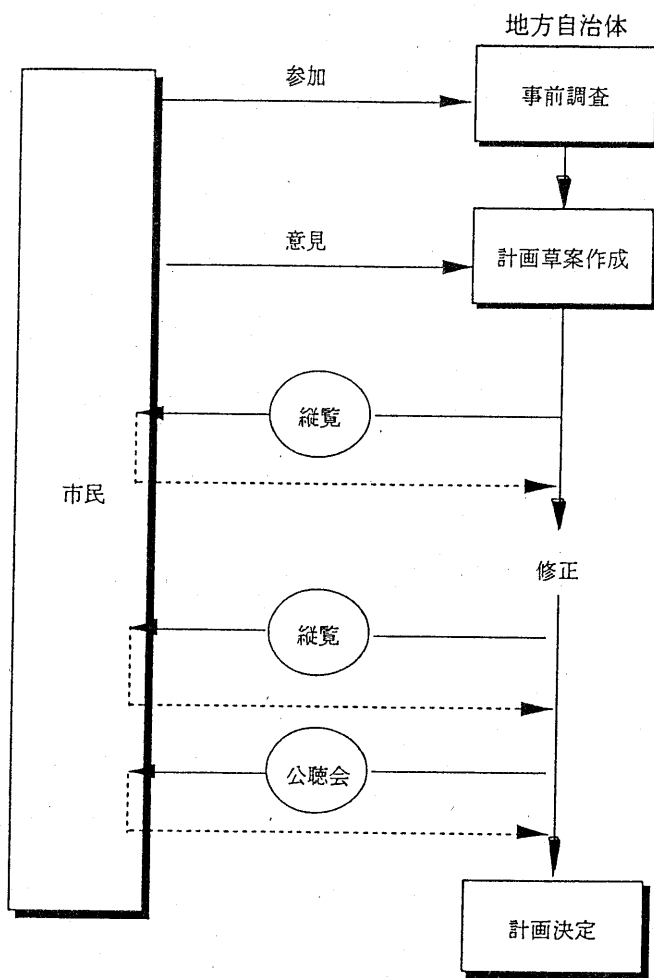 地方自治体
参加
事前調査
意見
計画草案作成
縦覧
市民
修正
縦覧
公聴会
計画決定